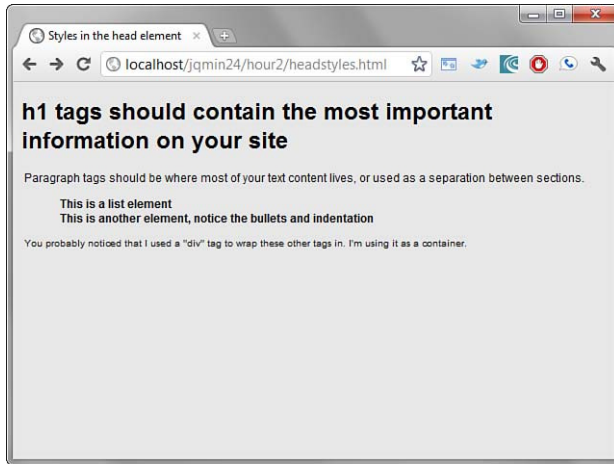 Styles in the head element
localhost/jqmin24/hour2/headstyles.html
h1 tags should contain the most important
information on your site
Paragraph tags should be where most of your text content lives, or used as a separation between sections.
This is a list element
This is another element, notice the bullets and indentation
You probably noticed that I used a "div" tag to wrap these other tags in. I'm using it as a container.